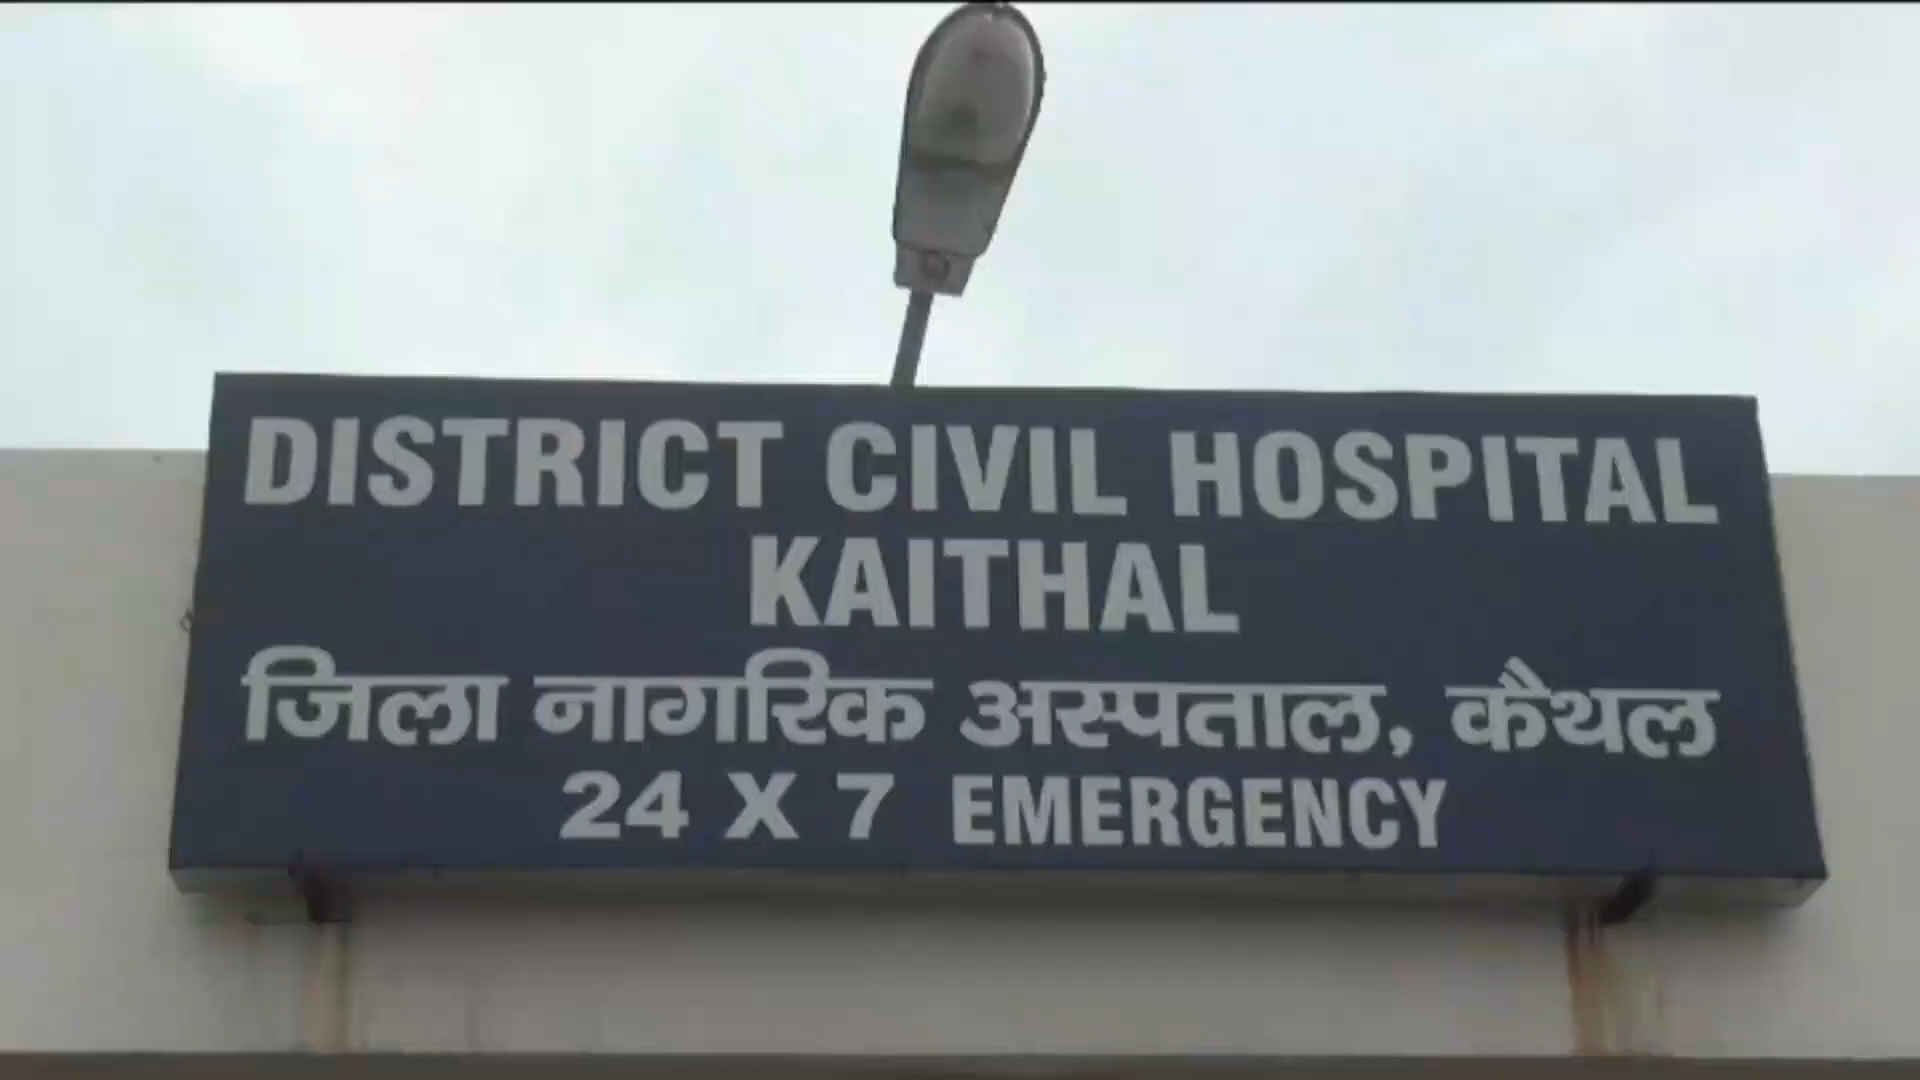 DISTRICT CIVIL HOSPITAL
KAITHAL
जिला नागरिक अस्पताल, कैथल
24 X 7 EMERGENCY